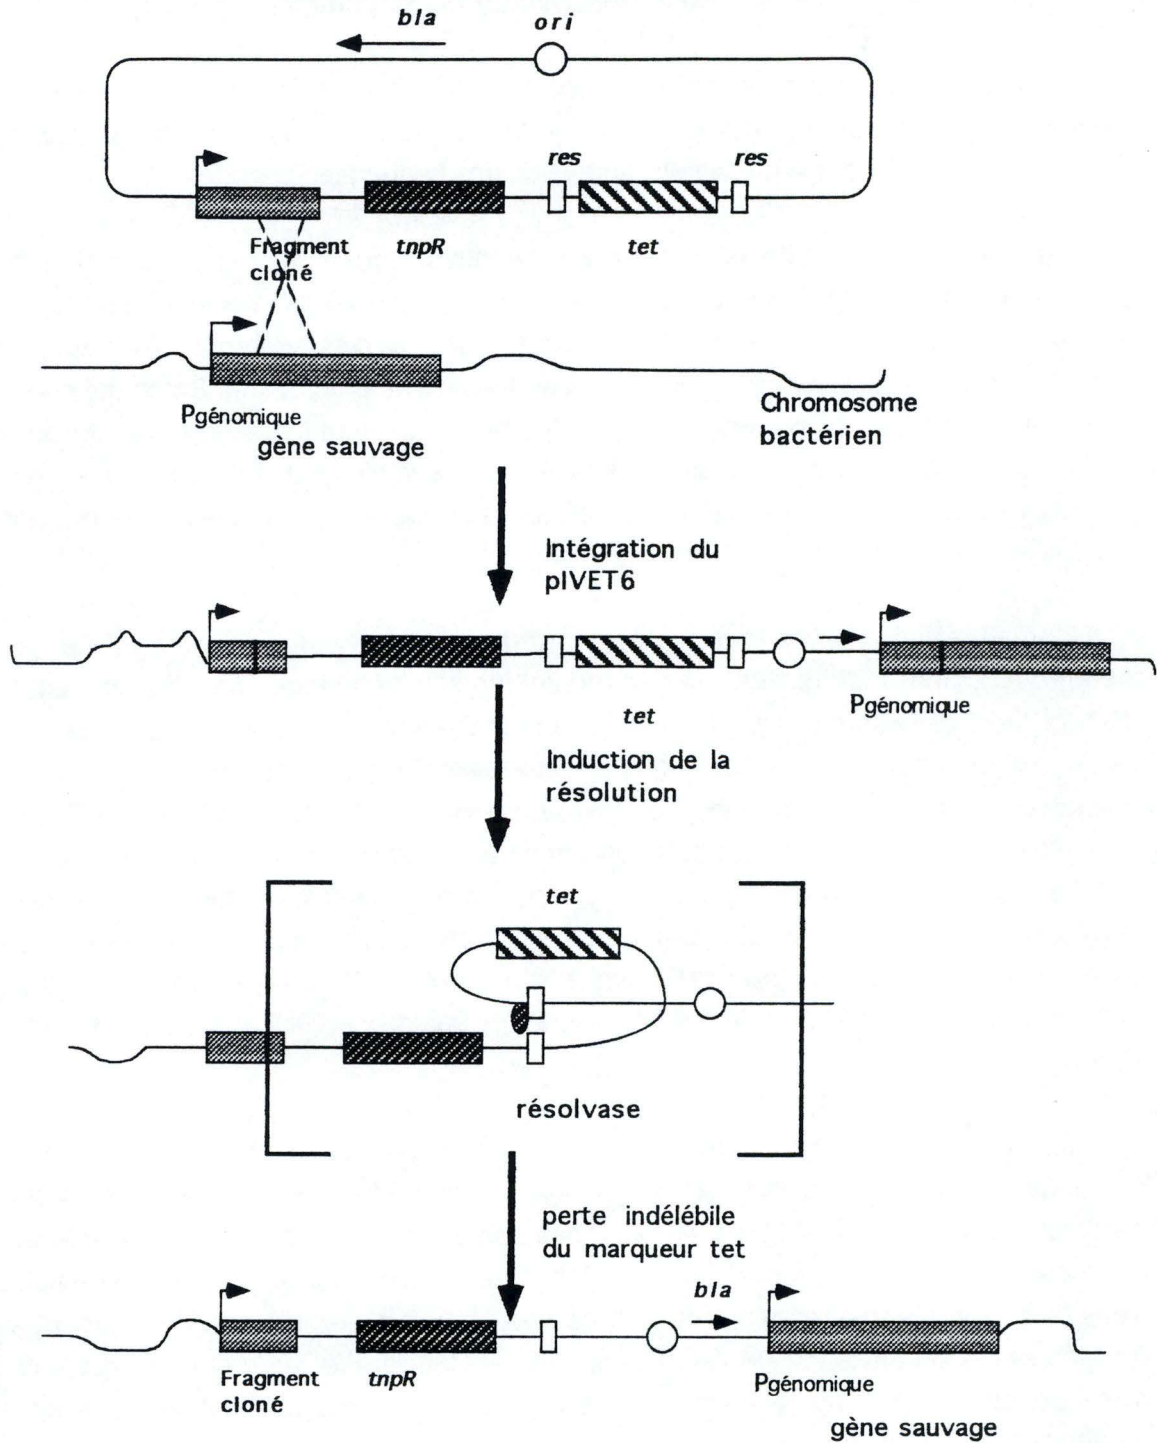 bla
ori
res
res
Fragment
cloné
tnpR
tet
Pgénomique
gène sauvage
Chromosome
bactérien
Intégration du
pIVET6
tet
Pgénomique
Induction de la
résolution
tet
résolvase
perte indélébile
du marqueur tet
bla
Fragment
cloné
tnpR
Pgénomique
gène sauvage